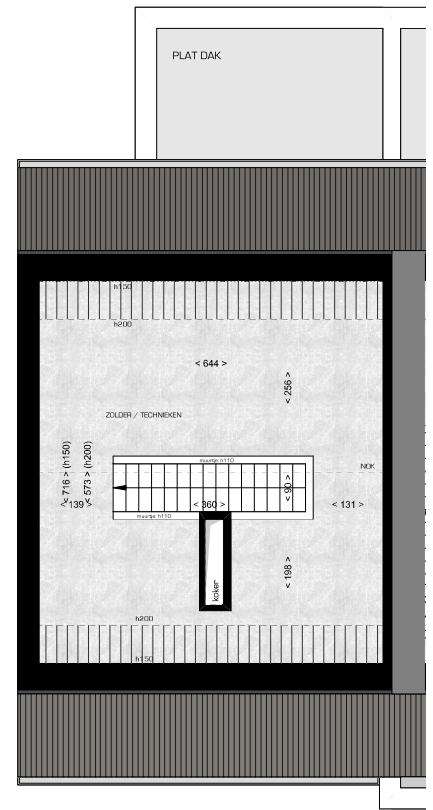 PLAT DAK
h150
h200
< 644 >
< 256 >
ZOLDER / TECHNIEKEN
< 716 > (h150)
< 573 > (h200)
muurtje h110
NOK
< 90 >
< 139 >
< 360 >
< 131 >
muurtje h110
< 198 >
koker
h200
h150